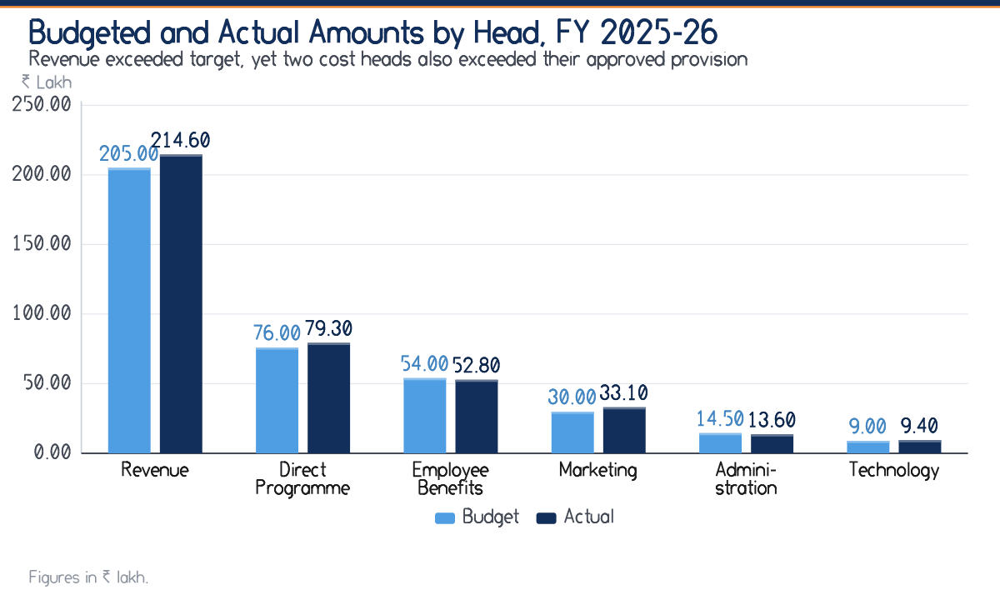 Budgeted and Actual Amounts by Head, FY 2025-26
Revenue exceeded target, yet two cost heads also exceeded their approved provision
₹ Lakh
250.00
200.00
150.00
100.00
50.00
0.00
205.00 214.60
76.00 79.30
54.00 52.80
30.00 33.10
14.50 13.60
9.00 9.40
Revenue
Direct
Programme
Employee
Benefits
Marketing
Admini-
stration
Technology
Budget Actual
Figures in ₹ lakh.